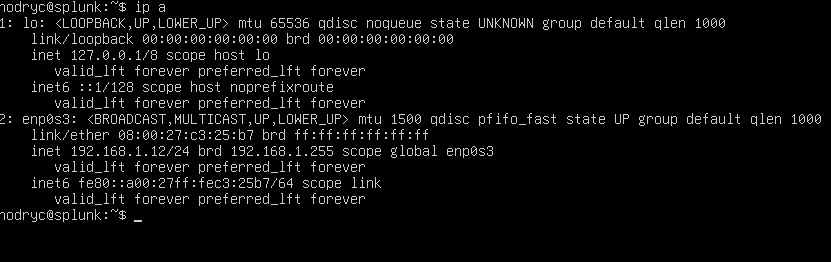 nodryc@splunk:~$ ip a
1: lo: <LOOPBACK,UP,LOWER_UP> mtu 65536 qdisc noqueue state UNKNOWN group default qlen 1000
    link/loopback 00:00:00:00:00:00 brd 00:00:00:00:00:00
    inet 127.0.0.1/8 scope host lo
       valid_lft forever preferred_lft forever
    inet6 ::1/128 scope host noprefixroute
       valid_lft forever preferred_lft forever
2: enp0s3: <BROADCAST,MULTICAST,UP,LOWER_UP> mtu 1500 qdisc pfifo_fast state UP group default qlen 1000
    link/ether 08:00:27:c3:25:b7 brd ff:ff:ff:ff:ff:ff
    inet 192.168.1.12/24 brd 192.168.1.255 scope global enp0s3
       valid_lft forever preferred_lft forever
    inet6 fe80::a00:27ff:fec3:25b7/64 scope link
       valid_lft forever preferred_lft forever
nodryc@splunk:~$ _